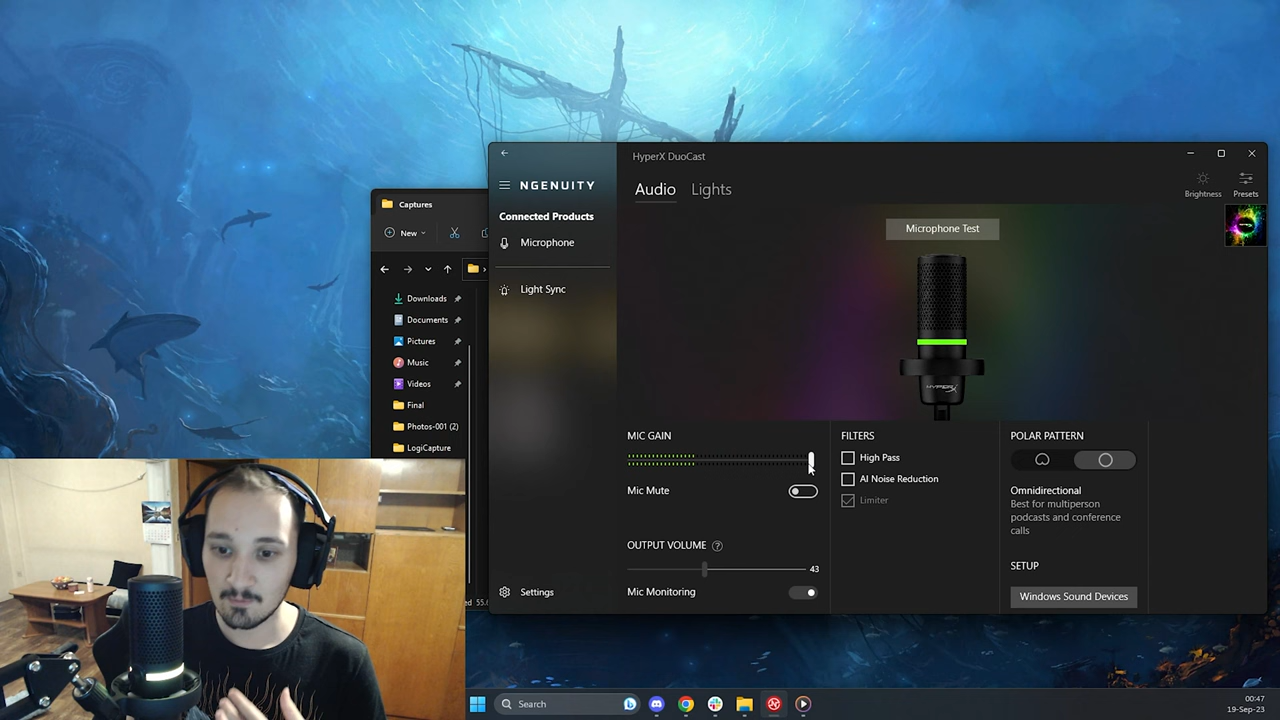 HyperX DuoCast
NGENUITY
Connected Products
Microphone
Light Sync
Settings
Audio
Lights
Brightness
Presets
Microphone Test
HYPERX
MIC GAIN
Mic Mute
OUTPUT VOLUME ?
43
Mic Monitoring
FILTERS
High Pass
AI Noise Reduction
Limiter
POLAR PATTERN
Omnidirectional
Best for multiperson
podcasts and conference
calls
SETUP
Windows Sound Devices
Captures
New
Downloads
Documents
Pictures
Music
Videos
Final
Photos-001 (2)
LogiCapture
Search
00:47
19-Sep-23